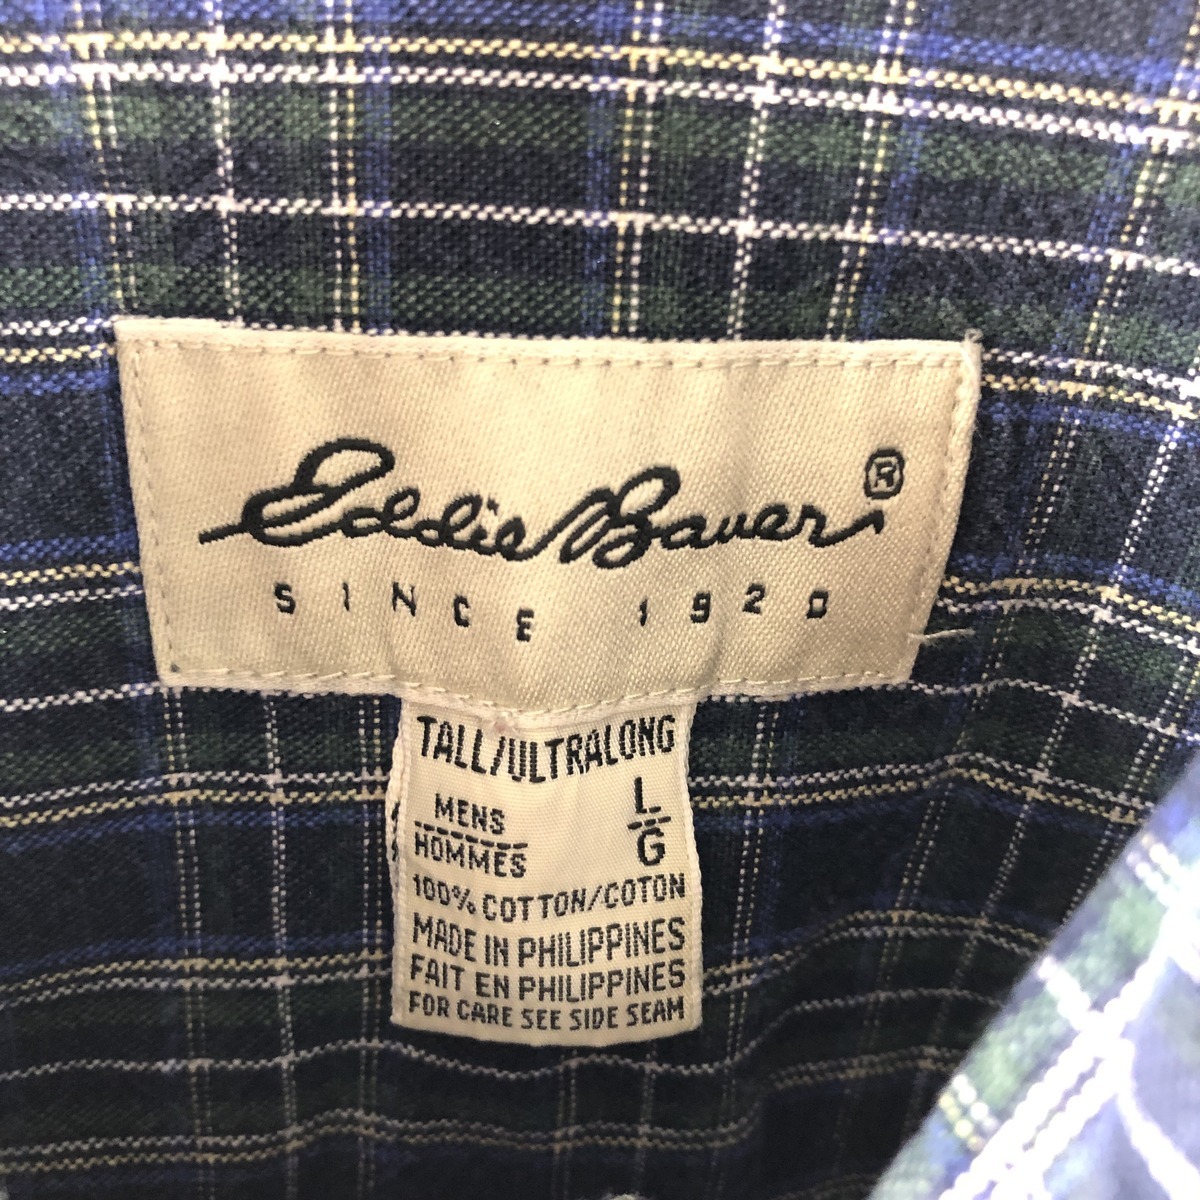 Eddie Bauer ®
SINCE 1920
TALL/ULTRALONG
MENS L
HOMMES G
100% COTTON/COTON
MADE IN PHILIPPINES
FAIT EN PHILIPPINES
FOR CARE SEE SIDE SEAM